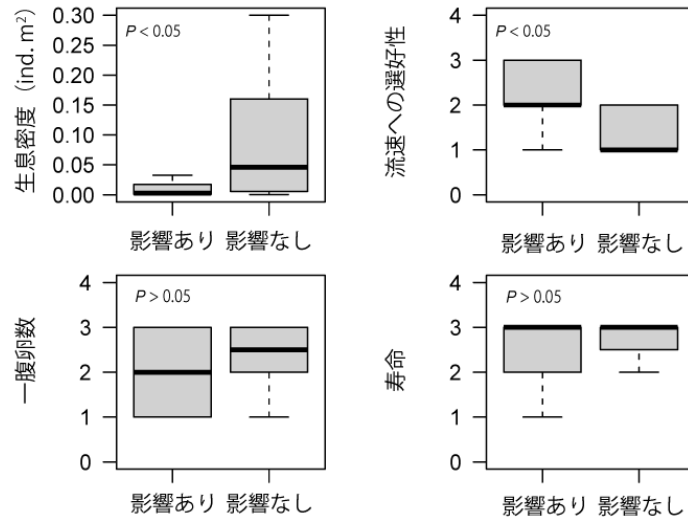 生息密度 (ind. m²)
0.30
0.25
0.20
0.15
0.10
0.05
0.00
P < 0.05
影響あり 影響なし
流速への選好性
4
3
2
1
0
P < 0.05
影響あり 影響なし
一腹卵数
4
3
2
1
0
P > 0.05
影響あり 影響なし
寿命
4
3
2
1
0
P > 0.05
影響あり 影響なし